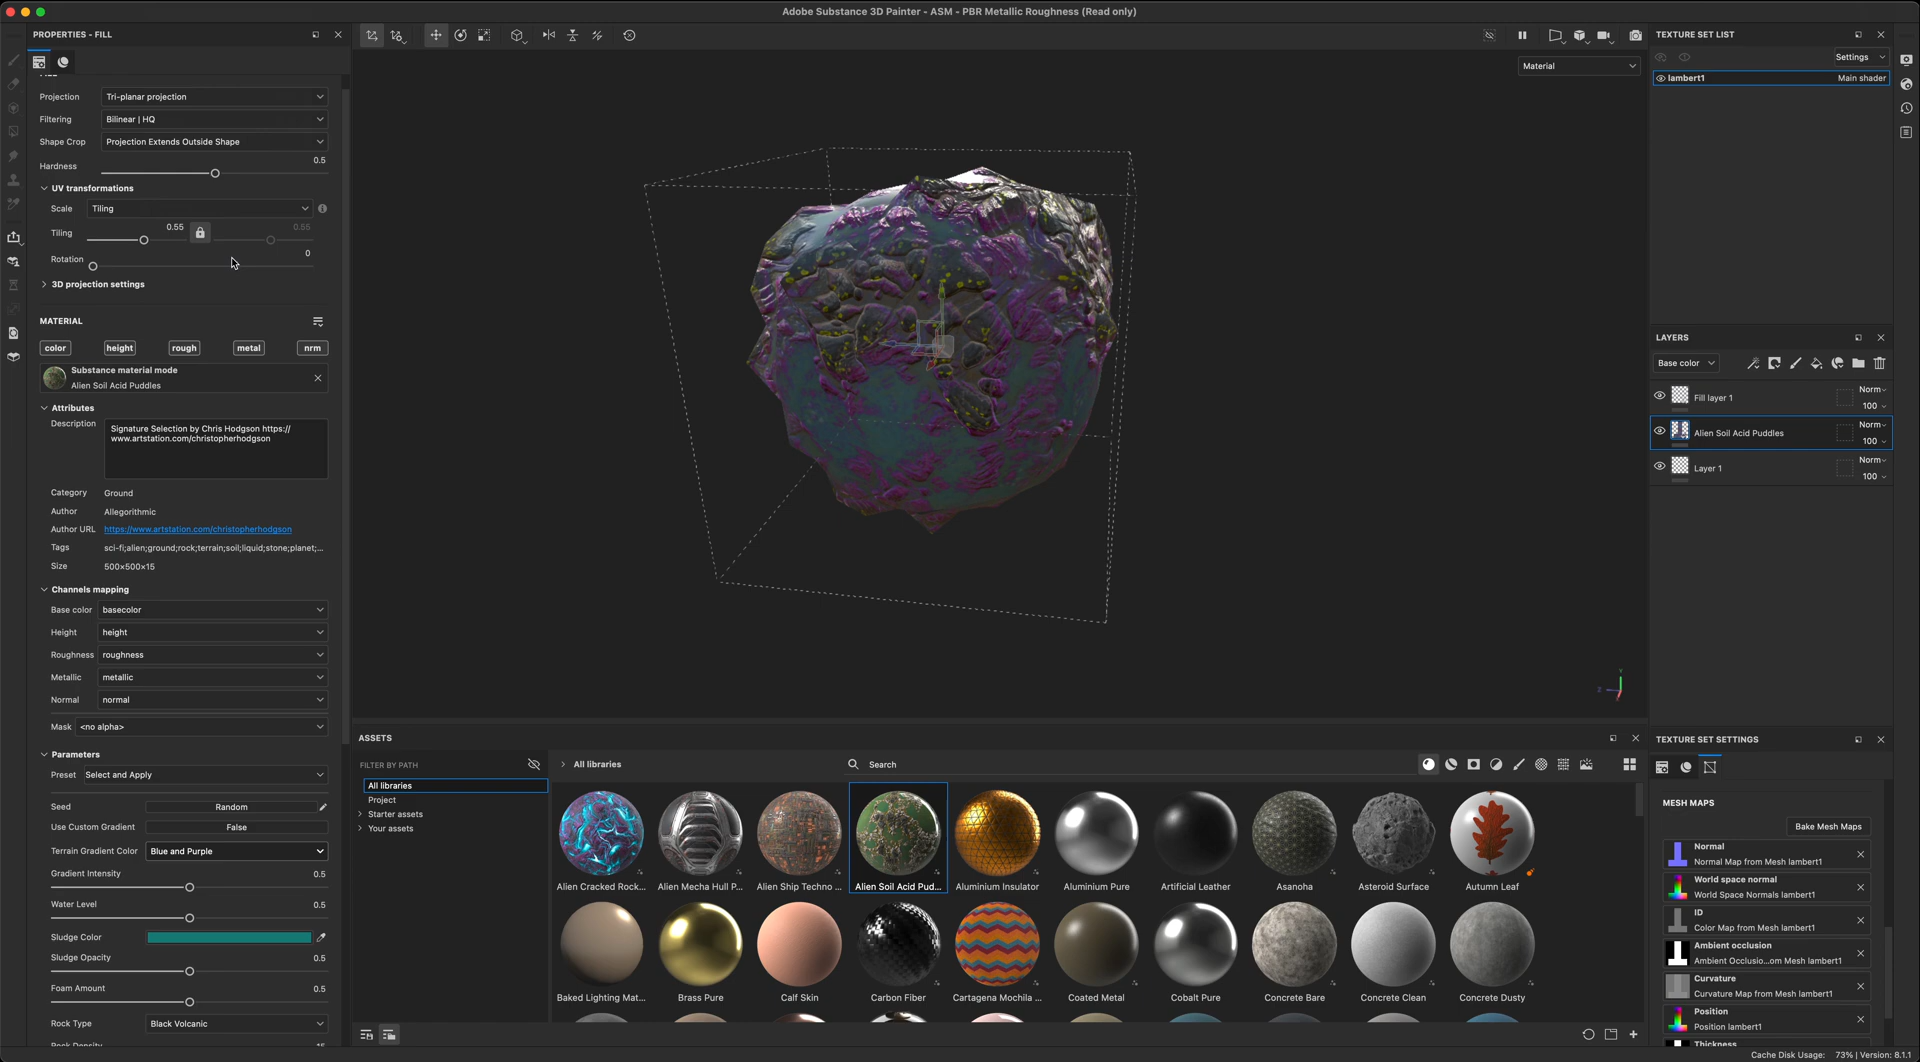 Adobe Substance 3D Painter - ASM - PBR Metallic Roughness (Read only)
PROPERTIES - FILL
Projection Tri-planar projection
Filtering Bilinear | HQ
Shape Crop Projection Extends Outside Shape
Hardness 0.5
UV transformations
Scale Tiling
Tiling 0.55 0.55
Rotation 0
3D projection settings
MATERIAL
color height rough metal nrm
Substance material mode
Alien Soil Acid Puddles
Attributes
Description Signature Selection by Chris Hodgson https://
www.artstation.com/christopherhodgson
Category Ground
Author Allegorithmic
Author URL https://www.artstation.com/christopherhodgson
Tags sci-fi;alien;ground;rock;terrain;soil;liquid;stone;planet;...
Size 500x500x15
Channels mapping
Base color basecolor
Height height
Roughness roughness
Metallic metallic
Normal normal
Mask <no alpha>
Parameters
Preset Select and Apply
Seed Random
Use Custom Gradient False
Terrain Gradient Color Blue and Purple
Gradient Intensity 0.5
Water Level 0.5
Sludge Color
Sludge Opacity 0.5
Foam Amount 0.5
Rock Type Black Volcanic
Rock Density 15
Material
Y
Z
ASSETS
FILTER BY PATH
All libraries
Project
Starter assets
Your assets
All libraries
Search
Alien Cracked Rock... Alien Mecha Hull P... Alien Ship Techno ... Alien Soil Acid Pud... Aluminium Insulator Aluminium Pure Artificial Leather Asanoha Asteroid Surface Autumn Leaf
Baked Lighting Mat... Brass Pure Calf Skin Carbon Fiber Cartagena Mochila ... Coated Metal Cobalt Pure Concrete Bare Concrete Clean Concrete Dusty
TEXTURE SET LIST
Settings
lambert1 Main shader
LAYERS
Base color
Fill layer 1 Norm
100
Alien Soil Acid Puddles Norm
100
Layer 1 Norm
100
TEXTURE SET SETTINGS
MESH MAPS
Bake Mesh Maps
Normal
Normal Map from Mesh lambert1
World space normal
World Space Normals lambert1
ID
Color Map from Mesh lambert1
Ambient occlusion
Ambient Occlusio...om Mesh lambert1
Curvature
Curvature Map from Mesh lambert1
Position
Position lambert1
Thickness
Cache Disk Usage: 73% | Version: 8.1.1